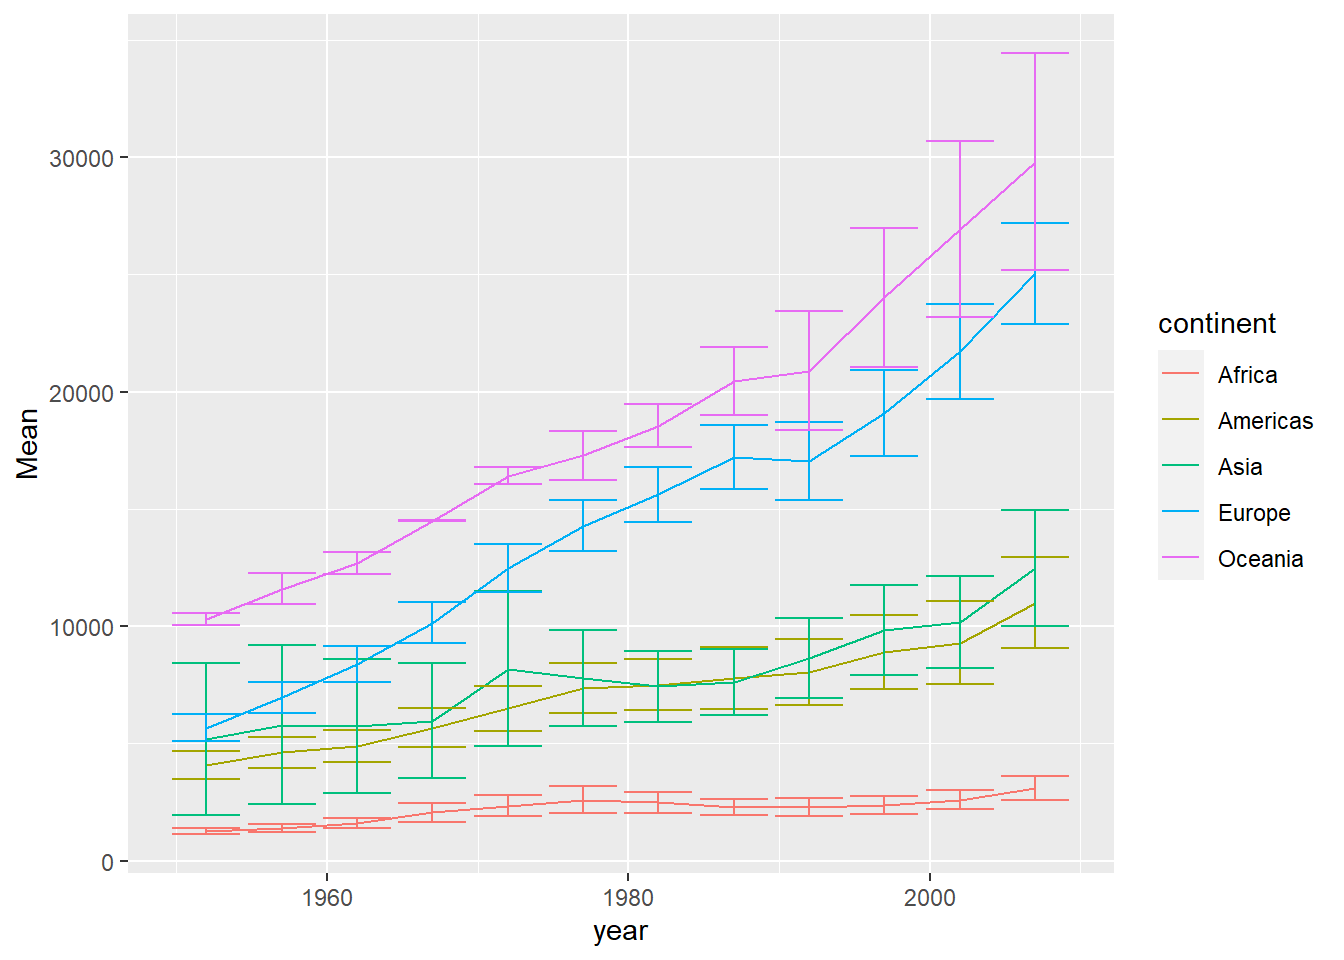 30000
20000
10000
0
Mean
1960
1980
2000
year
continent
Africa
Americas
Asia
Europe
Oceania